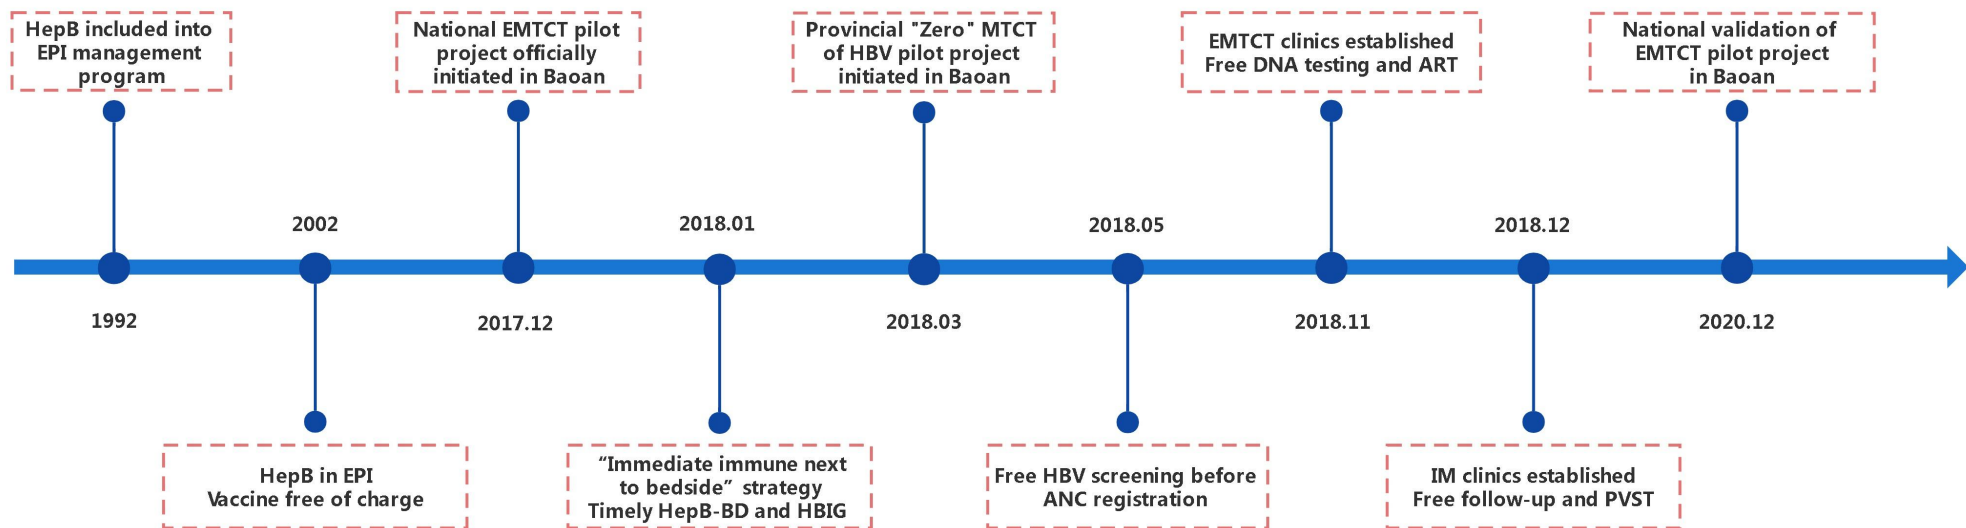 HepB included into
EPI management
program
National EMTCT pilot
project officially
initiated in Baoan
Provincial "Zero" MTCT
of HBV pilot project
initiated in Baoan
EMTCT clinics established
Free DNA testing and ART
National validation of
EMTCT pilot project
in Baoan
2002
2018.01
2018.05
2018.12
1992
2017.12
2018.03
2018.11
2020.12
HepB in EPI
Vaccine free of charge
“Immediate immune next
to bedside” strategy
Timely HepB-BD and HBIG
Free HBV screening before
ANC registration
IM clinics established
Free follow-up and PVST